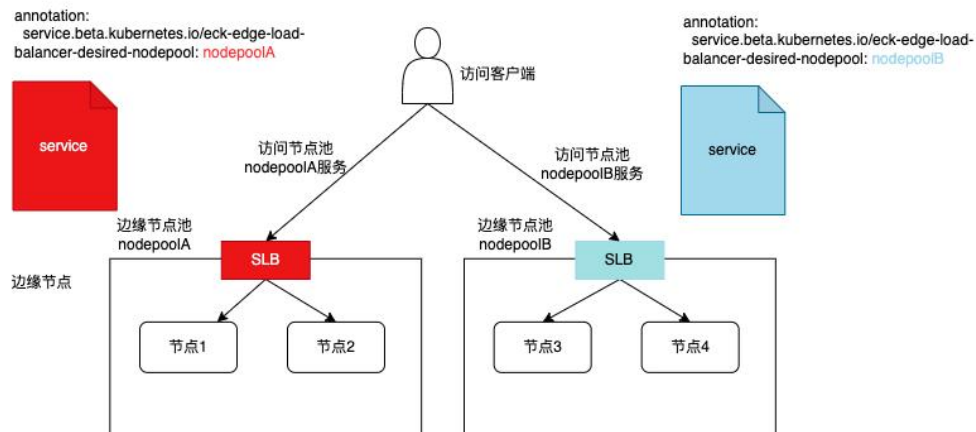 annotation:
service.beta.kubernetes.io/eck-edge-load-
balancer-desired-nodepool: nodepoolA
annotation:
service.beta.kubernetes.io/eck-edge-load-
balancer-desired-nodepool: nodepoolB
访问客户端
service
service
访问节点池
nodepoolA服务
访问节点池
nodepoolB服务
边缘节点池
nodepoolA
边缘节点池
nodepoolB
SLB
SLB
边缘节点
节点1
节点2
节点3
节点4